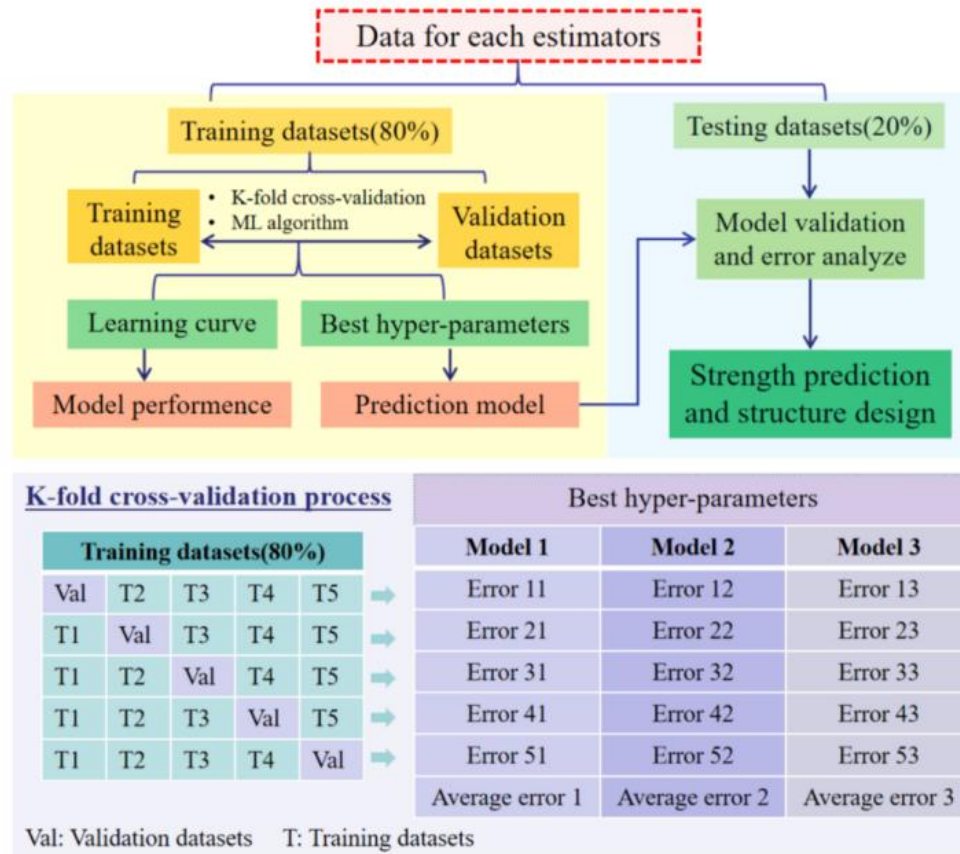 Data for each estimators
Training datasets(80%)
Testing datasets(20%)
Training
datasets
• K-fold cross-validation
• ML algorithm
Validation
datasets
Model validation
and error analyze
Learning curve
Best hyper-parameters
Model performence
Prediction model
Strength prediction
and structure design
K-fold cross-validation process
Best hyper-parameters
Training datasets(80%)
Model 1 Model 2 Model 3
Val T2 T3 T4 T5 Error 11 Error 12 Error 13
T1 Val T3 T4 T5 Error 21 Error 22 Error 23
T1 T2 Val T4 T5 Error 31 Error 32 Error 33
T1 T2 T3 Val T5 Error 41 Error 42 Error 43
T1 T2 T3 T4 Val Error 51 Error 52 Error 53
Average error 1 Average error 2 Average error 3
Val: Validation datasets T: Training datasets